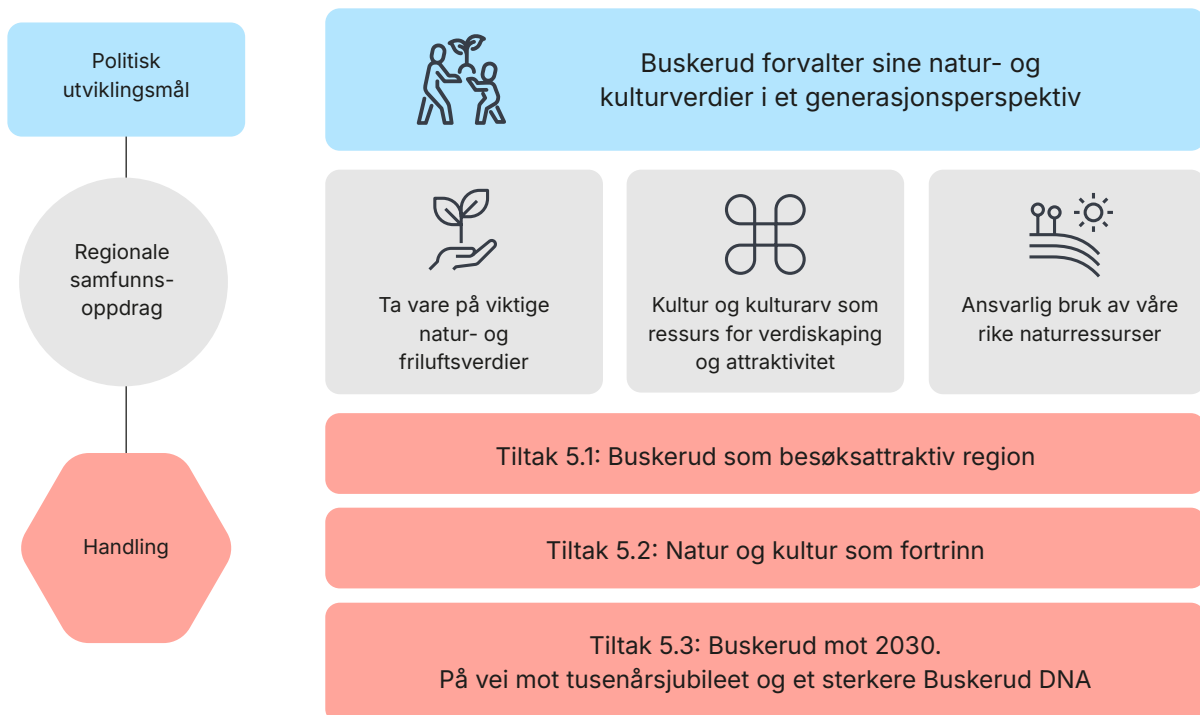 Politisk
utviklingsmål
Buskerud forvalter sine natur- og
kulturverdier i et generasjonsperspektiv
Regionale
samfunns-
oppdrag
Ta vare på viktige
natur- og
friluftsverdier
Kultur og kulturarv som
ressurs for verdiskaping
og attraktivitet
Ansvarlig bruk av våre
rike naturressurser
Handling
Tiltak 5.1: Buskerud som besøksattraktiv region
Tiltak 5.2: Natur og kultur som fortrinn
Tiltak 5.3: Buskerud mot 2030.
På vei mot tusenårsjubileet og et sterkere Buskerud DNA